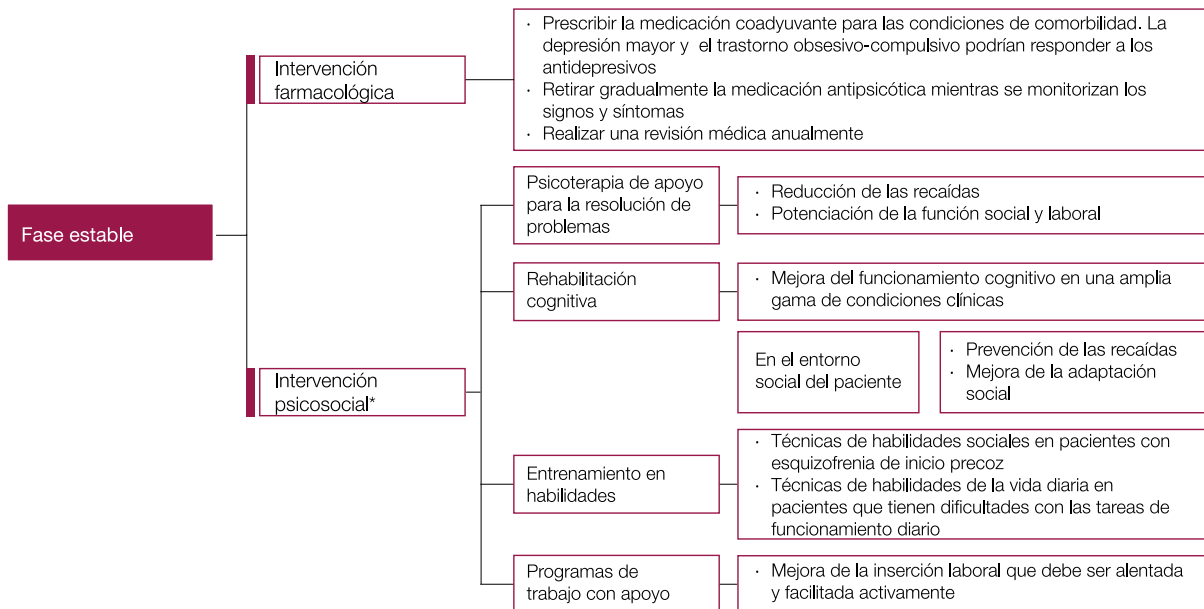 · Prescribir la medicación coadyuvante para las condiciones de comorbilidad. La
depresión mayor y el trastorno obsesivo-compulsivo podrían responder a los
antidepresivos
· Retirar gradualmente la medicación antipsicótica mientras se monitorizan los
signos y síntomas
· Realizar una revisión médica anualmente
Intervención
farmacológica
Fase estable
Intervención
psicosocial*
Psicoterapia de apoyo
para la resolución de
problemas
· Reducción de las recaídas
· Potenciación de la función social y laboral
Rehabilitación
cognitiva
· Mejora del funcionamiento cognitivo en una amplia
gama de condiciones clínicas
En el entorno
social del paciente
· Prevención de las recaídas
· Mejora de la adaptación
social
Entrenamiento en
habilidades
· Técnicas de habilidades sociales en pacientes con
esquizofrenia de inicio precoz
· Técnicas de habilidades de la vida diaria en
pacientes que tienen dificultades con las tareas de
funcionamiento diario
Programas de
trabajo con apoyo
· Mejora de la inserción laboral que debe ser alentada
y facilitada activamente